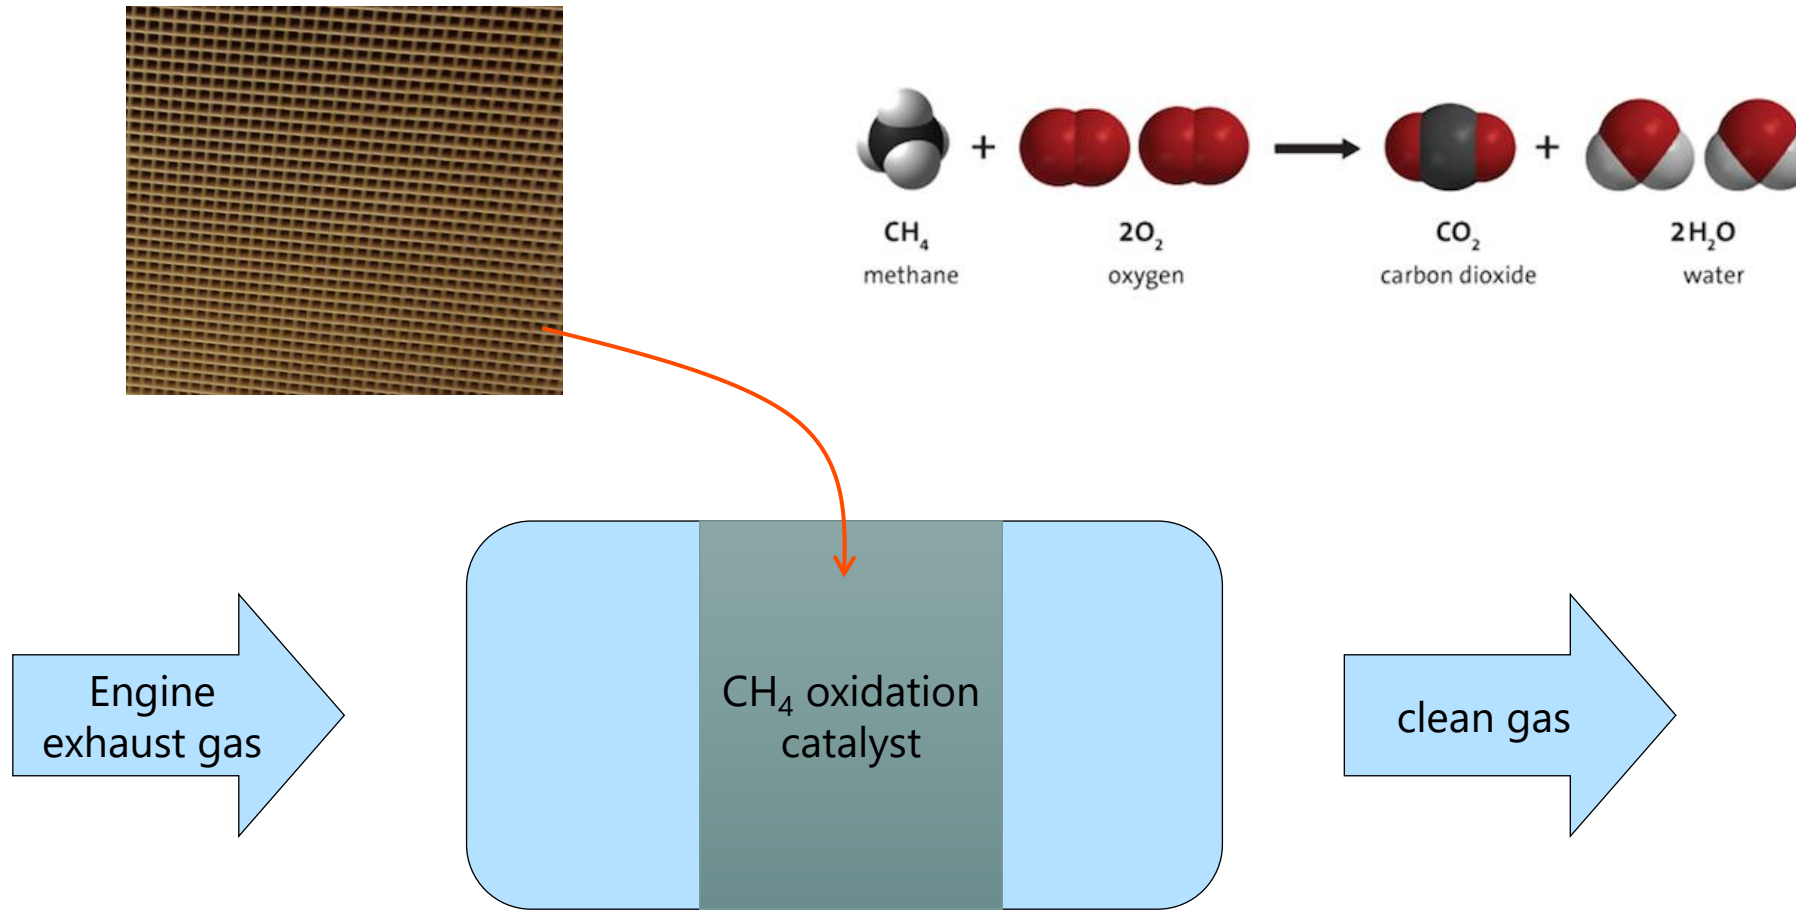 + + 
CH₄ 2O₂ CO₂ 2H₂O
methane oxygen carbon dioxide water
Engine
exhaust gas
CH₄ oxidation
catalyst
clean gas